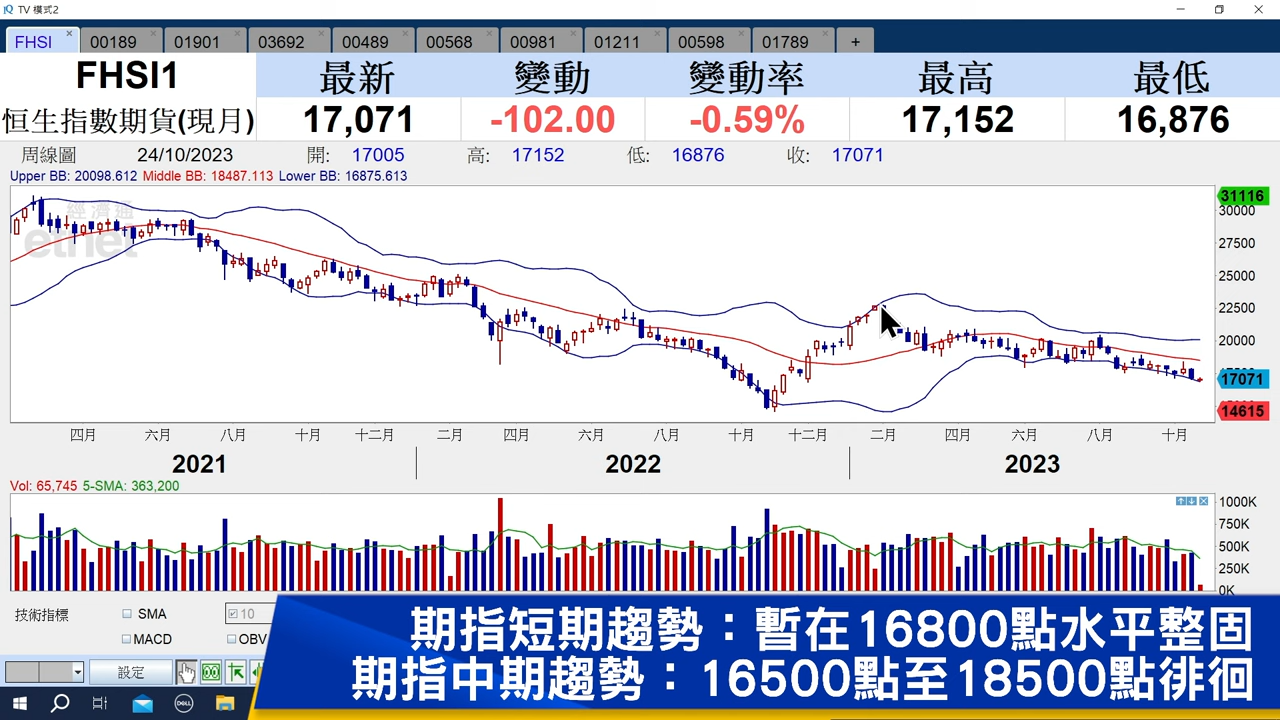 TV 模式2
FHSI 00189 01901 03692 00489 00568 00981 01211 00598 01789 +
FHSI1 最新 變動 變動率 最高 最低
恒生指數期貨(現月) 17,071 -102.00 -0.59% 17,152 16,876
周線圖 24/10/2023 開: 17005 高: 17152 低: 16876 收: 17071
Upper BB: 20098.612 Middle BB: 18487.113 Lower BB: 16875.613
經濟通
etnet
31116
30000
27500
25000
22500
20000
17071
14615
四月 六月 八月 十月 十二月 二月 四月 六月 八月 十月 十二月 二月 四月 六月 八月 十月
2021 2022 2023
Vol: 65,745 5-SMA: 363,200
1000K
750K
500K
250K
0K
技術指標 SMA 10
MACD OBV
設定
期指短期趨勢：暫在16800點水平整固
期指中期趨勢：16500點至18500點徘徊
DELL